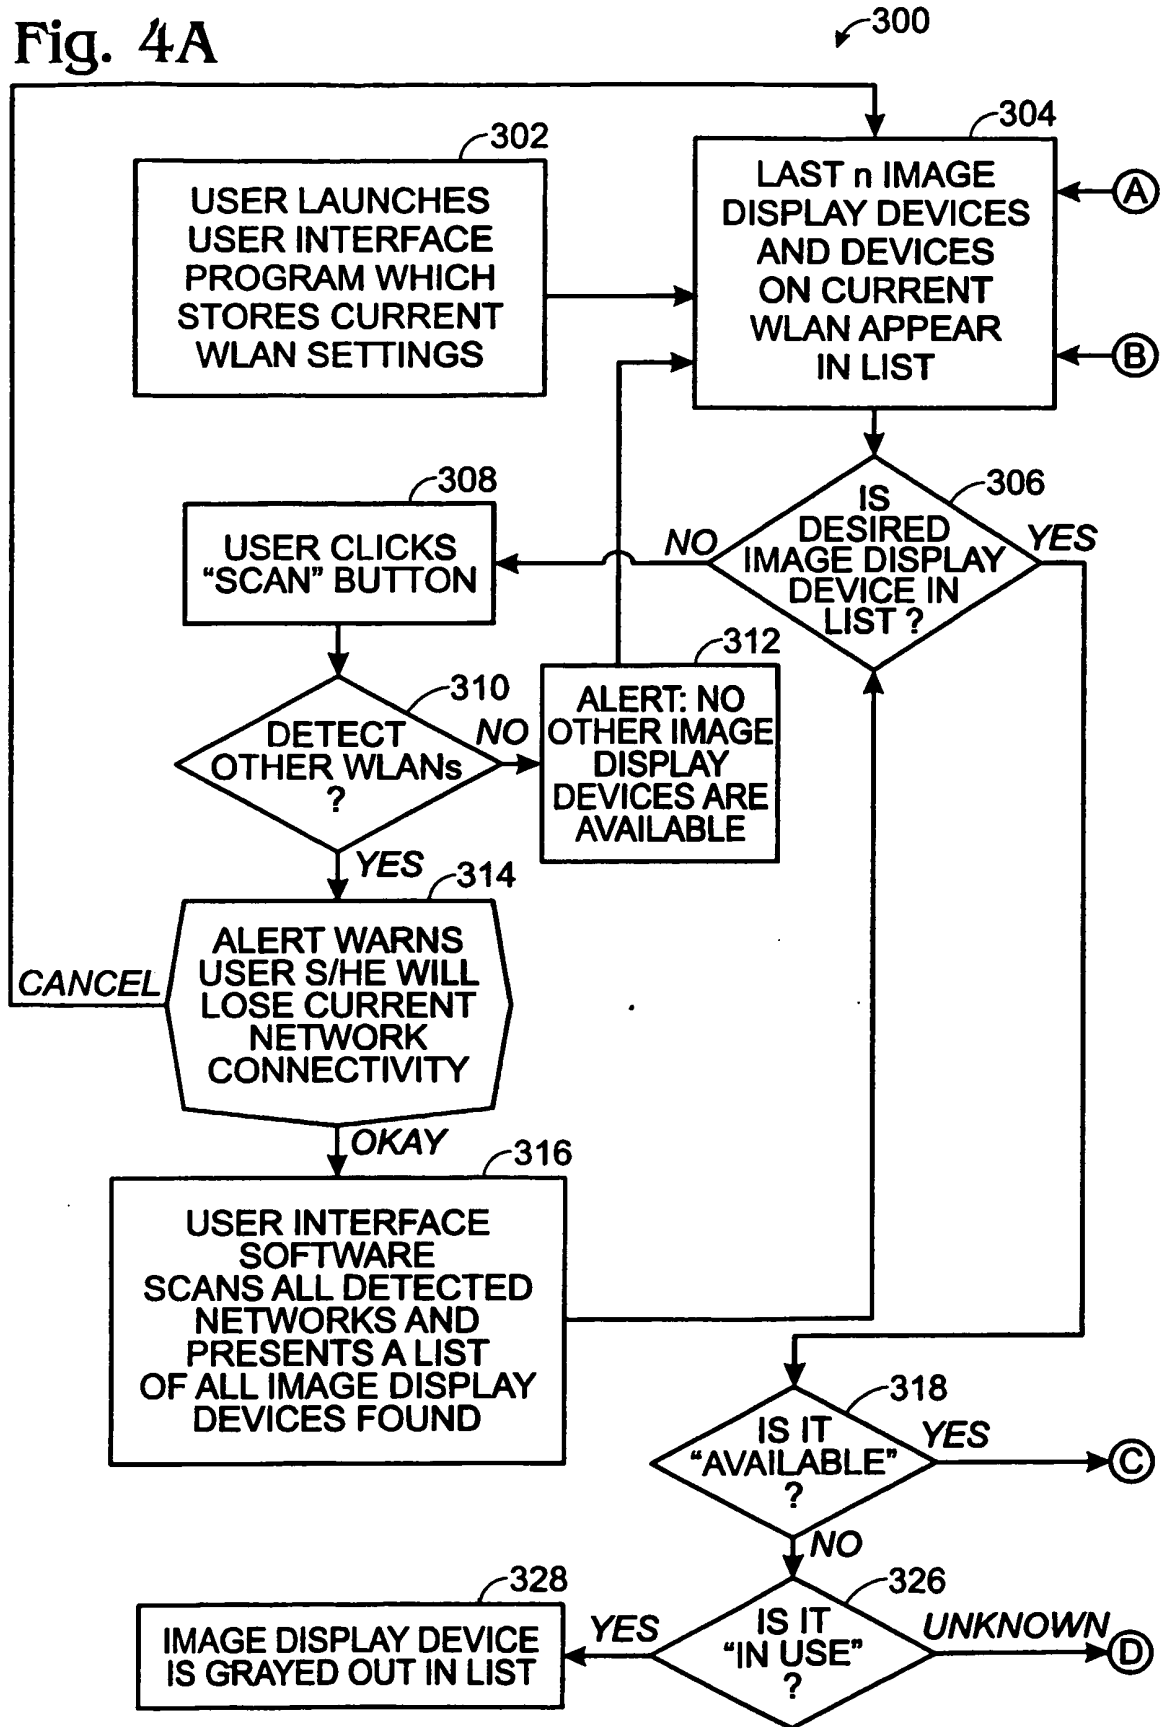 Fig. 4A
300
302
USER LAUNCHES
USER INTERFACE
PROGRAM WHICH
STORES CURRENT
WLAN SETTINGS
304
LAST n IMAGE
DISPLAY DEVICES
AND DEVICES
ON CURRENT
WLAN APPEAR
IN LIST
A
B
306
IS
DESIRED
IMAGE DISPLAY
DEVICE IN
LIST ?
NO
YES
308
USER CLICKS
“SCAN” BUTTON
310
DETECT
OTHER WLANs
?
NO
YES
312
ALERT: NO
OTHER IMAGE
DISPLAY
DEVICES ARE
AVAILABLE
314
ALERT WARNS
USER S/HE WILL
LOSE CURRENT
NETWORK
CONNECTIVITY
CANCEL
OKAY
316
USER INTERFACE
SOFTWARE
SCANS ALL DETECTED
NETWORKS AND
PRESENTS A LIST
OF ALL IMAGE DISPLAY
DEVICES FOUND
318
IS IT
“AVAILABLE”
?
YES
C
NO
326
IS IT
“IN USE”
?
UNKNOWN
D
YES
328
IMAGE DISPLAY DEVICE
IS GRAYED OUT IN LIST